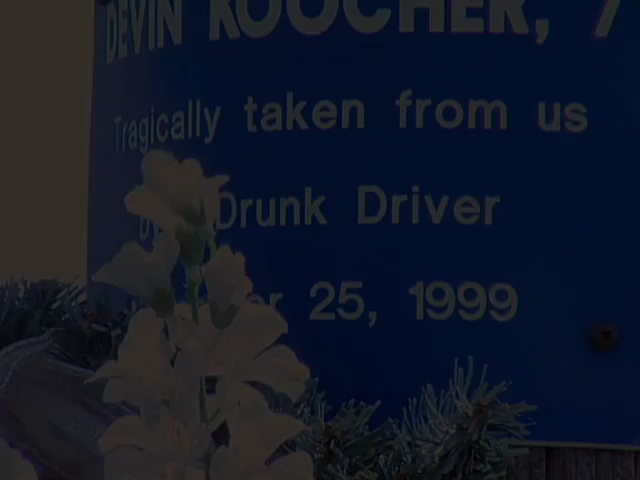 DEVIN KOOCHER, 7
Tragically taken from us
Drunk Driver
25, 1999